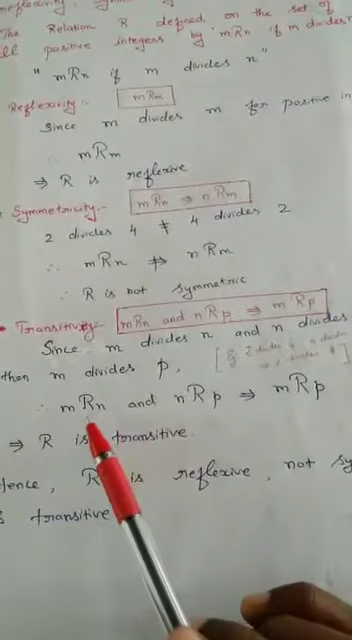 The Relation R defined on the set of
all positive integers by "mRn if m divides n"
"mRn if m divides n"
Reflexivity:- mRm
Since m divides m for positive in
∴ mRm
⇒ R is reflexive
Symmetricity:- mRn ⇒ nRm
2 divides 4 ⇏ 4 divides 2
∴ mRn ⇏ nRm
∴ R is not symmetric
• Transitivity:- mRn and nRp ⇒ mRp
Since m divides n and n divides
then m divides p.
∴ mRn and nRp ⇒ mRp
⇒ R is transitive
Hence, R is reflexive, not sy
transitive